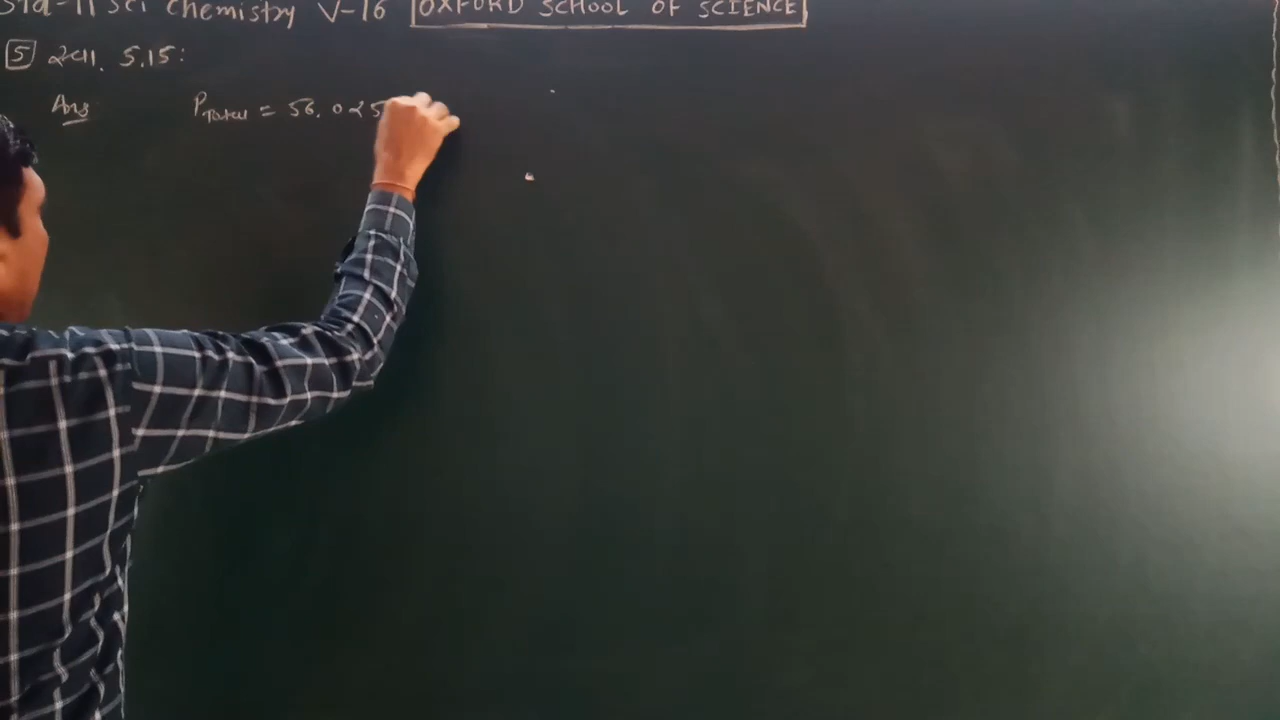 Std-11 Sci Chemistry V-16 OXFORD SCHOOL OF SCIENCE
5 5.15:
Ans P Total = 56.025